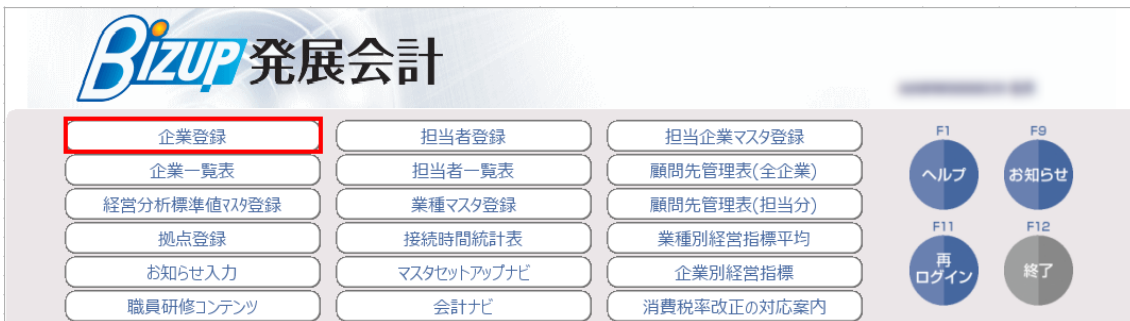 BIZUP発展会計
企業登録
担当者登録
担当企業マスタ登録
企業一覧表
担当者一覧表
顧問先管理表(全企業)
経営分析標準値マスタ登録
業種マスタ登録
顧問先管理表(担当分)
拠点登録
接続時間統計表
業種別経営指標平均
お知らせ入力
マスタセットアップナビ
企業別経営指標
職員研修コンテンツ
会計ナビ
消費税率改正の対応案内
F1
F9
ヘルプ
お知らせ
F11
F12
再
ログイン
終了